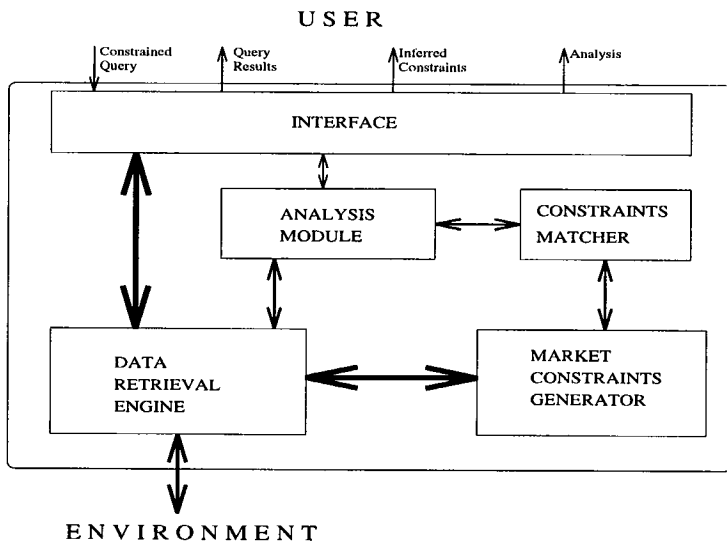 USER
Constrained
Query
Query
Results
Inferred
Constraints
Analysis
INTERFACE
ANALYSIS
MODULE
CONSTRAINTS
MATCHER
DATA
RETRIEVAL
ENGINE
MARKET
CONSTRAINTS
GENERATOR
ENVIRONMENT